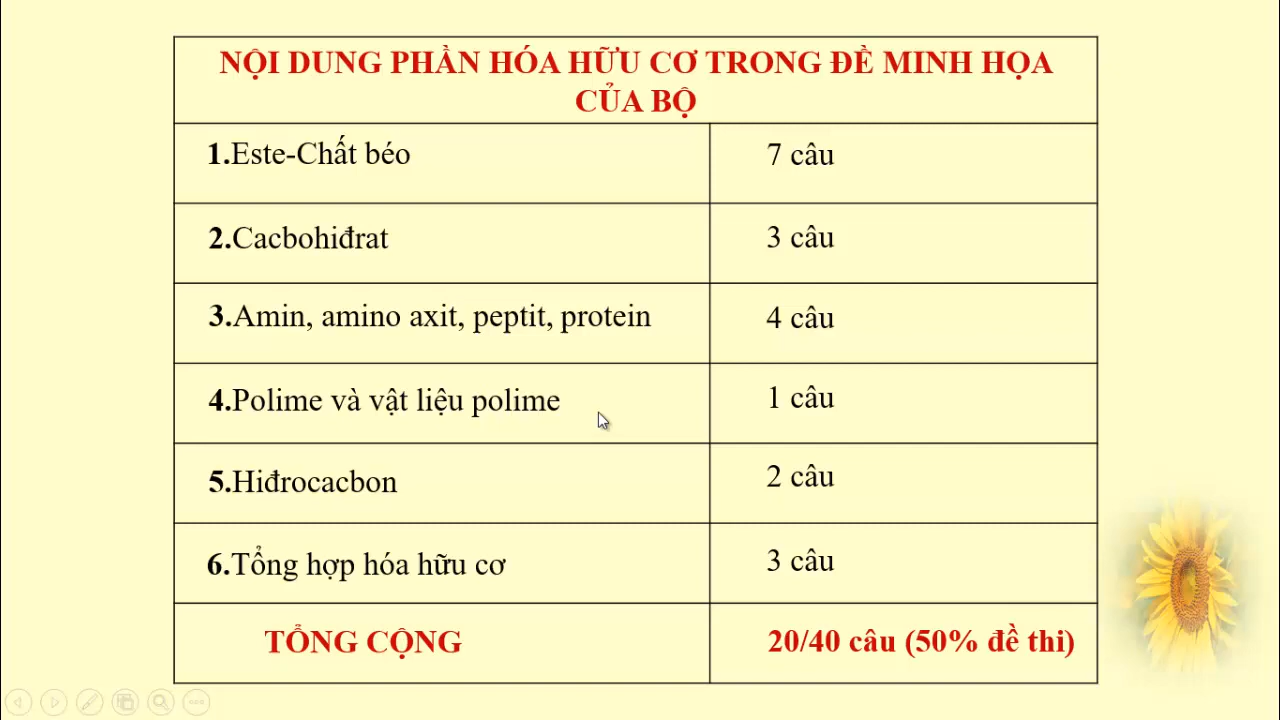 NỘI DUNG PHẦN HÓA HỮU CƠ TRONG ĐỀ MINH HỌA
CỦA BỘ
1.Este-Chất béo
7 câu
2.Cacbohiđrat
3 câu
3.Amin, amino axit, peptit, protein
4 câu
4.Polime và vật liệu polime
1 câu
5.Hiđrocacbon
2 câu
6.Tổng hợp hóa hữu cơ
3 câu
TỔNG CỘNG
20/40 câu (50% đề thi)